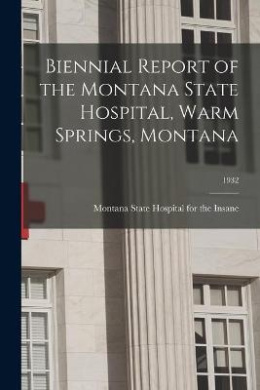 Biennial Report
of the Montana
State Hospital, Warm
Springs, Montana
1932
Montana State Hospital for the Insane